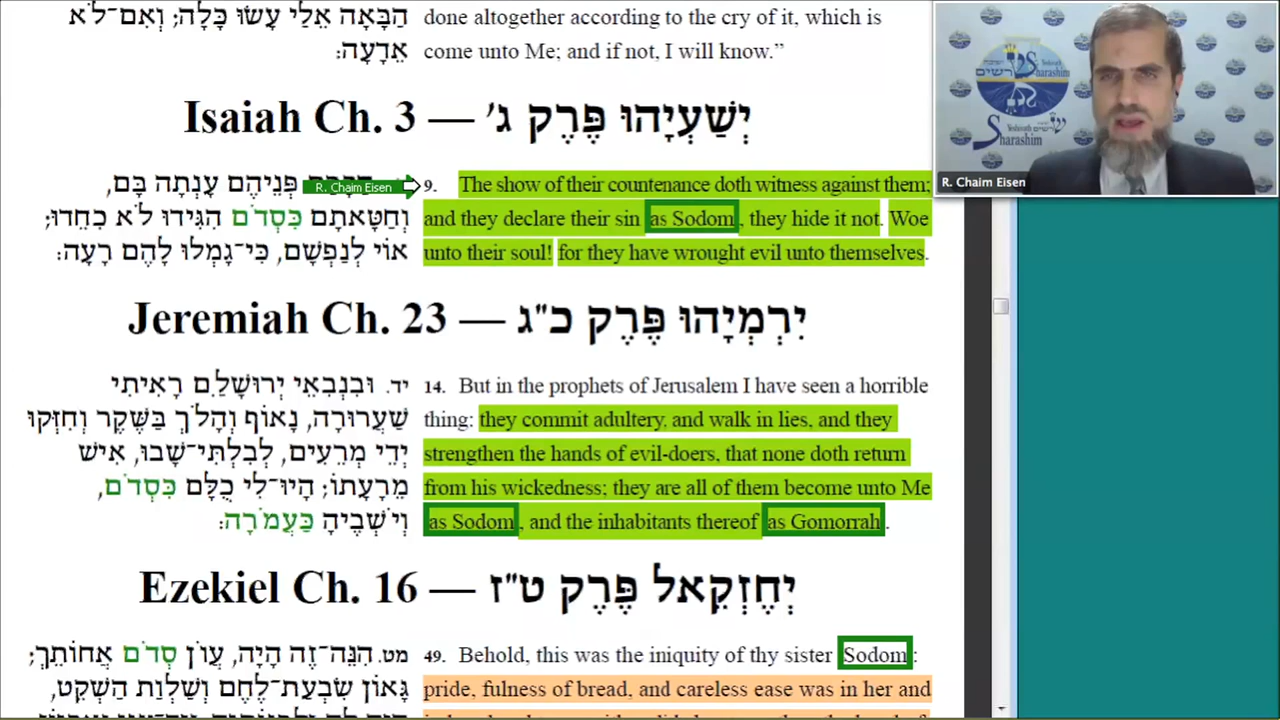 הַבָּאָה אֵלַי עָשׂוּ כָּלָה; וְאִם־לֹא
אֵדָעָה:
done altogether according to the cry of it, which is
come unto Me; and if not, I will know.”
Isaiah Ch. 3 — יְשַׁעְיָהוּ פֶּרֶק ג׳
פְּנֵיהֶם עָנְתָה בָּם,
וְחַטָּאתָם כִּסְדֹם הִגִּידוּ לֹא כִחֵדוּ;
אוֹי לְנַפְשָׁם, כִּי־גָמְלוּ לָהֶם רָעָה:
R. Chaim Eisen
9. The show of their countenance doth witness against them;
and they declare their sin as Sodom, they hide it not. Woe
unto their soul! for they have wrought evil unto themselves.
Jeremiah Ch. 23 — יִרְמְיָהוּ פֶּרֶק כ״ג
יד. וּבִנְבִאֵי יְרוּשָׁלִַם רָאִיתִי
שַׁעֲרוּרָה, נָאוֹף וְהָלֹךְ בַּשֶּׁקֶר וְחִזְּקוּ
יְדֵי מְרֵעִים, לְבִלְתִּי־שָׁבוּ, אִישׁ
מֵרָעָתוֹ; הָיוּ־לִי כֻלָּם כִּסְדֹם,
וְיֹשְׁבֶיהָ כַּעֲמֹרָה:
14. But in the prophets of Jerusalem I have seen a horrible
thing: they commit adultery, and walk in lies, and they
strengthen the hands of evil-doers, that none doth return
from his wickedness; they are all of them become unto Me
as Sodom, and the inhabitants thereof as Gomorrah.
Ezekiel Ch. 16 — יְחֶזְקֵאל פֶּרֶק ט״ז
מט. הִנֵּה־זֶה הָיָה, עֲוֹן סְדֹם אֲחוֹתֵךְ;
גָּאוֹן שִׂבְעַת־לֶחֶם וְשַׁלְוַת הַשְׁקֵט,
49. Behold, this was the iniquity of thy sister Sodom:
pride, fulness of bread, and careless ease was in her and
Yeshivath
Sharashim
שרשים
Yeshivath
Sharashim
R. Chaim Eisen